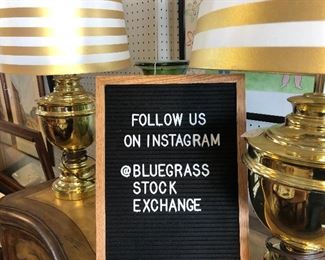 FOLLOW US
ON INSTAGRAM
@BLUEGRASS
STOCK
EXCHANGE